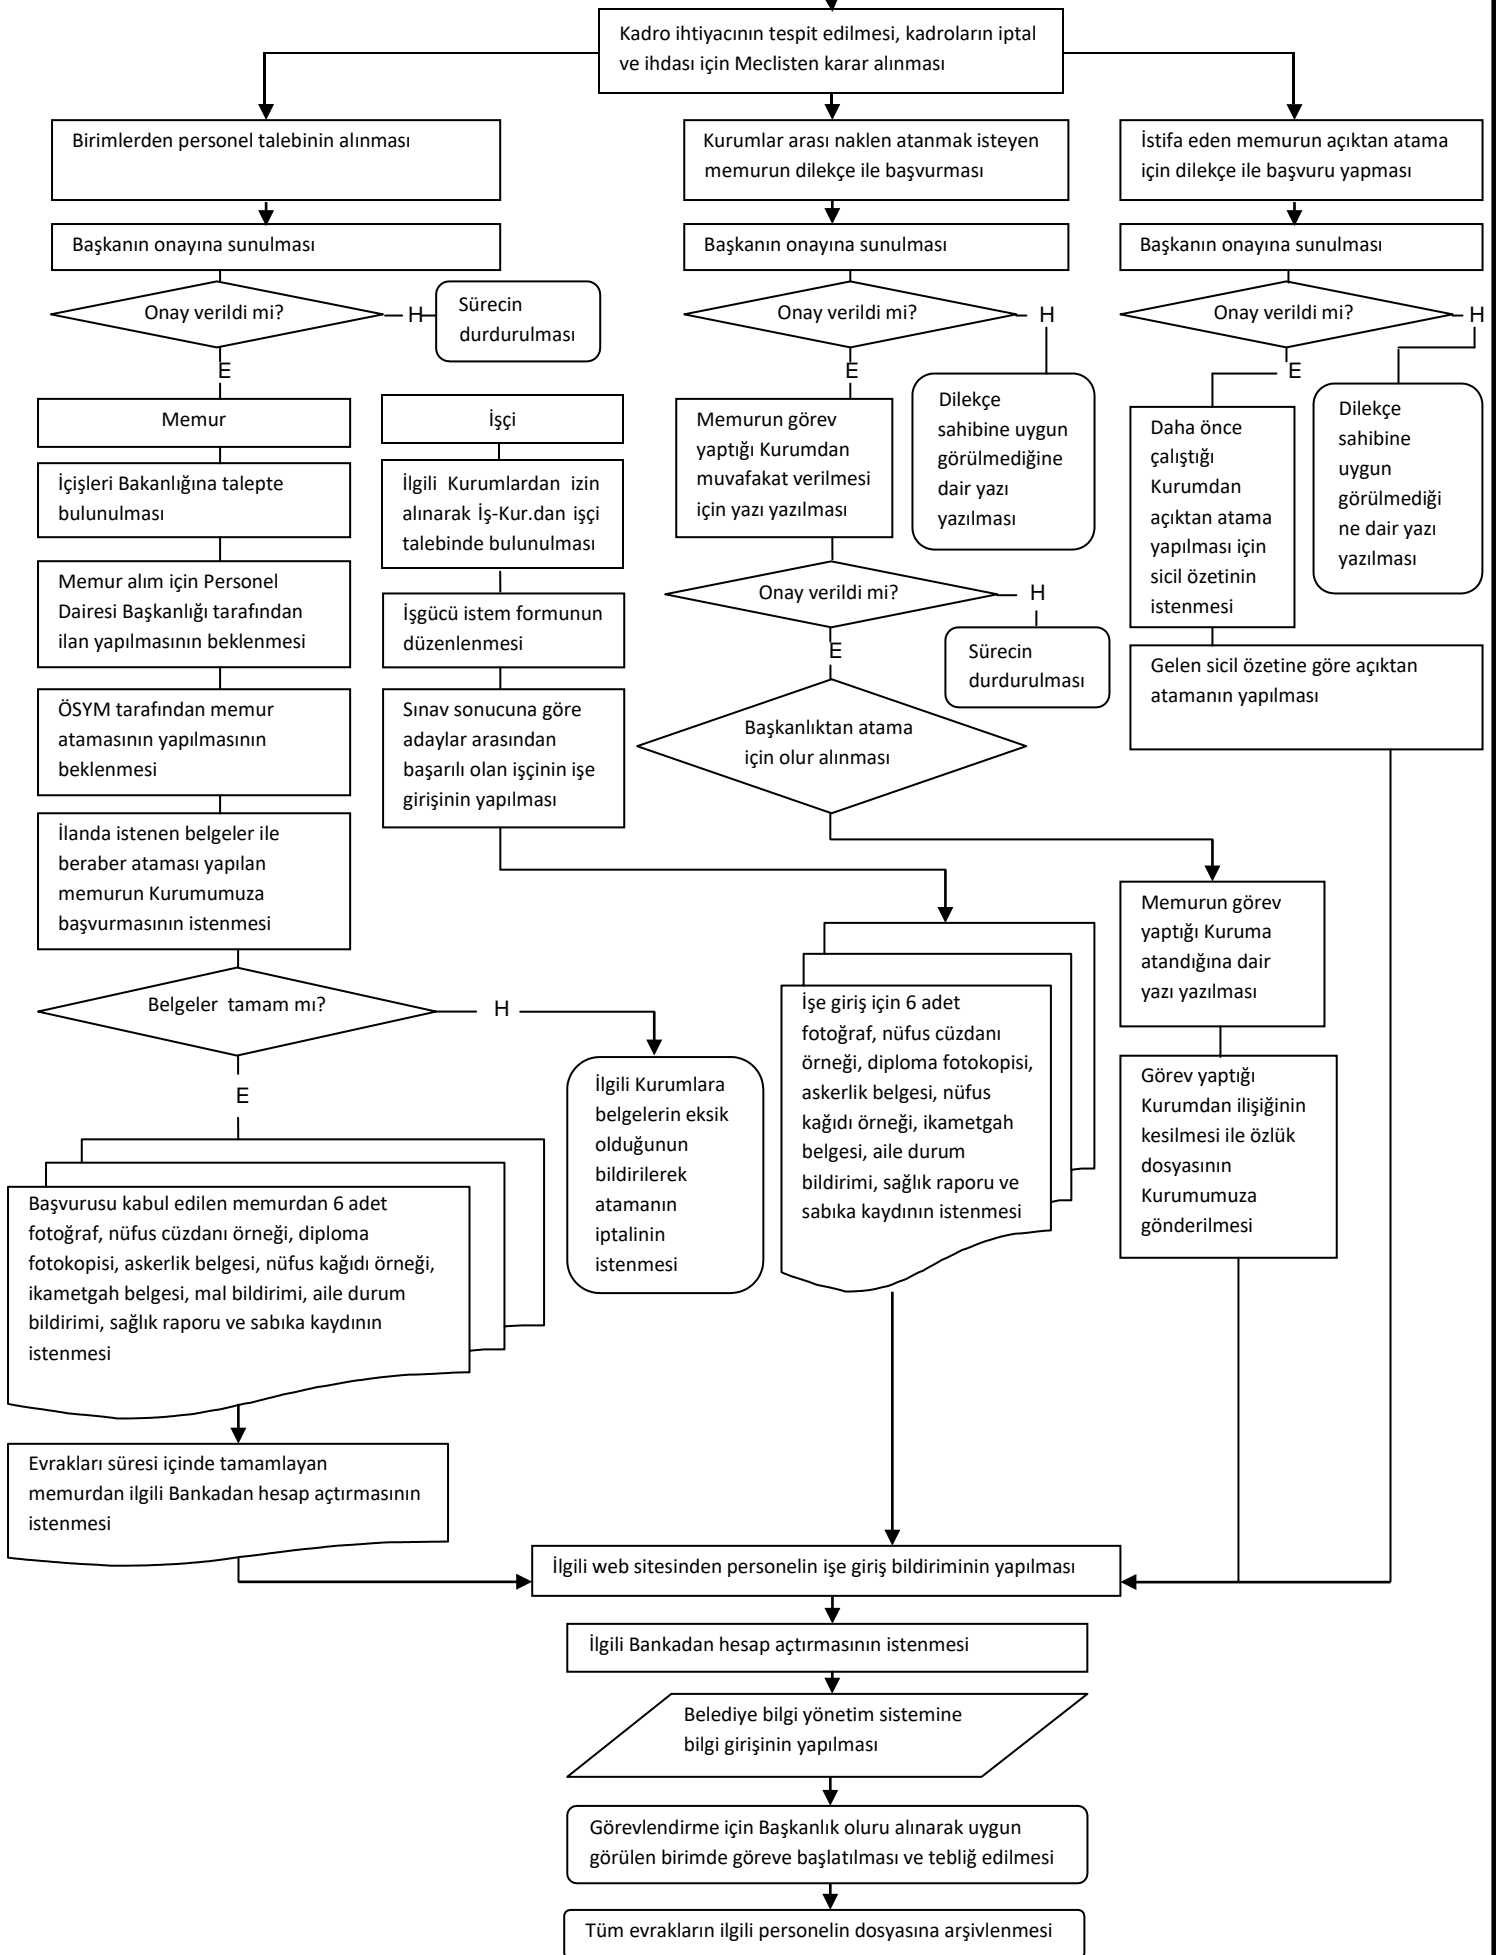 Kadro ihtiyacının tespit edilmesi, kadroların iptal
ve ihdası için Meclisten karar alınması
Birimlerden personel talebinin alınması
Kurumlar arası naklen atanmak isteyen
memurun dilekçe ile başvurması
İstifa eden memurun açıktan atama
için dilekçe ile başvuru yapması
Başkanın onayına sunulması
Başkanın onayına sunulması
Başkanın onayına sunulması
Onay verildi mi?
H
Sürecin
durdurulması
Onay verildi mi?
H
Onay verildi mi?
H
E
E
E
Memur
İşçi
Memurun görev
yaptığı Kurumdan
muvafakat verilmesi
için yazı yazılması
Dilekçe
sahibine uygun
görülmediğine
dair yazı
yazılması
Daha önce
çalıştığı
Kurumdan
açıktan atama
yapılması için
sicil özetinin
istenmesi
Dilekçe
sahibine
uygun
görülmediği
ne dair yazı
yazılması
İçişleri Bakanlığına talepte
bulunulması
İlgili Kurumlardan izin
alınarak İş-Kur.dan işçi
talebinde bulunulması
Memur alım için Personel
Dairesi Başkanlığı tarafından
ilan yapılmasının beklenmesi
İşgücü istem formunun
düzenlenmesi
Onay verildi mi?
H
E
Sürecin
durdurulması
Gelen sicil özetine göre açıktan
atamanın yapılması
ÖSYM tarafından memur
atamasının yapılmasının
beklenmesi
Sınav sonucuna göre
adaylar arasından
başarılı olan işçinin işe
girişinin yapılması
Başkanlıktan atama
için olur alınması
İlanda istenen belgeler ile
beraber ataması yapılan
memurun Kurumumuza
başvurmasının istenmesi
Memurun görev
yaptığı Kuruma
atandığına dair
yazı yazılması
Belgeler tamam mı?
H
E
İşe giriş için 6 adet
fotoğraf, nüfus cüzdanı
örneği, diploma fotokopisi,
askerlik belgesi, nüfus
kağıdı örneği, ikametgah
belgesi, aile durum
bildirimi, sağlık raporu ve
sabıka kaydının istenmesi
İlgili Kurumlara
belgelerin eksik
olduğunun
bildirilerek
atamanın
iptalinin
istenmesi
Görev yaptığı
Kurumdan ilişiğinin
kesilmesi ile özlük
dosyasının
Kurumumuza
gönderilmesi
Başvurusu kabul edilen memurdan 6 adet
fotoğraf, nüfus cüzdanı örneği, diploma
fotokopisi, askerlik belgesi, nüfus kağıdı örneği,
ikametgah belgesi, mal bildirimi, aile durum
bildirimi, sağlık raporu ve sabıka kaydının
istenmesi
Evrakları süresi içinde tamamlayan
memurdan ilgili Bankadan hesap açtırmasının
istenmesi
İlgili web sitesinden personelin işe giriş bildiriminin yapılması
İlgili Bankadan hesap açtırmasının istenmesi
Belediye bilgi yönetim sistemine
bilgi girişinin yapılması
Görevlendirme için Başkanlık oluru alınarak uygun
görülen birimde göreve başlatılması ve tebliğ edilmesi
Tüm evrakların ilgili personelin dosyasına arşivlenmesi